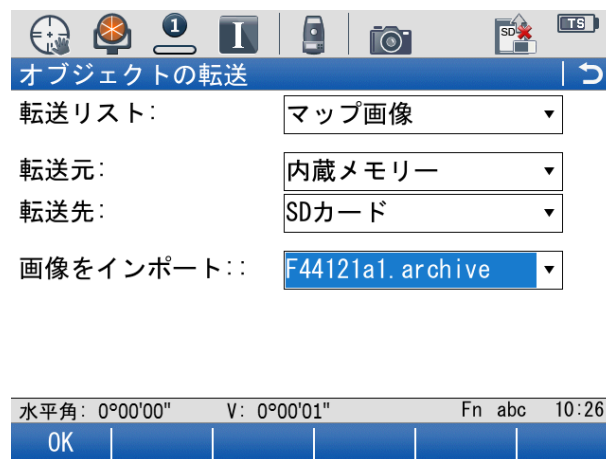 1 I SD TS
オブジェクトの転送
転送リスト: マップ画像
転送元: 内蔵メモリー
転送先: SDカード
画像をインポート:: F44121a1.archive
水平角: 0°00'00" V: 0°00'01" Fn abc 10:26
OK